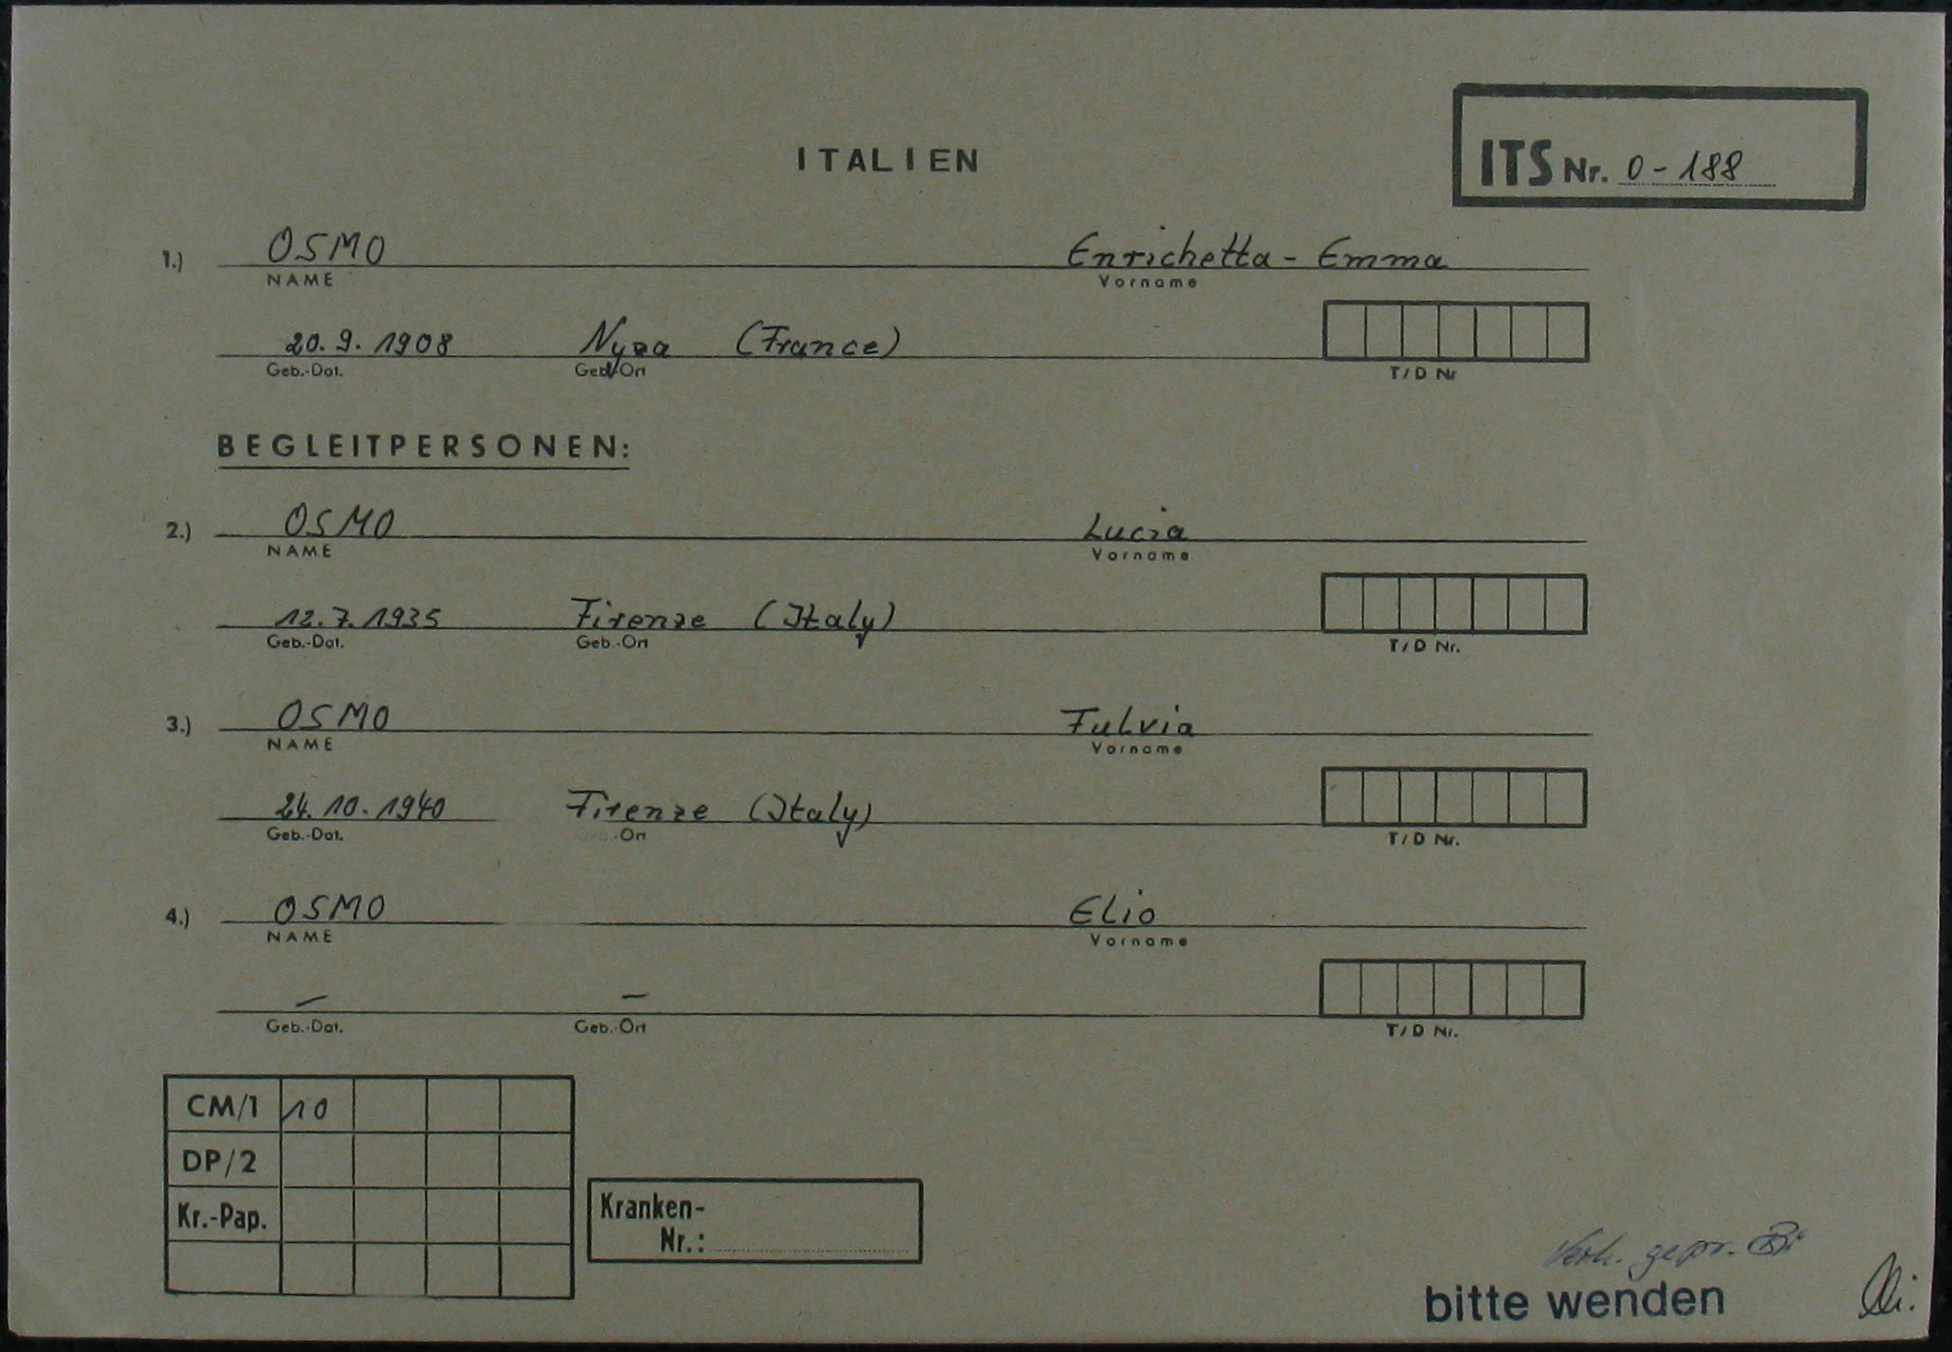 ITALIEN
ITS Nr. 0-188
1.) OSMO Enrichetta - Emma
NAME Vorname
20.9.1908 Nyza (France)
Geb.-Dat. Geb.-Ort T/D Nr
BEGLEITPERSONEN:
2.) OSMO Lucia
NAME Vorname
12.7.1935 Firenze (Italy)
Geb.-Dat. Geb.-Ort T/D Nr.
3.) OSMO Fulvia
NAME Vorname
24.10.1940 Firenze (Italy)
Geb.-Dat. -Ort T/D Nr.
4.) OSMO Elio
NAME Vorname
— —
Geb.-Dat. Geb.-Ort T/D Nr.
CM/1 10
DP/2
Kr.-Pap.
Kranken-
Nr.:
gepr.
bitte wenden